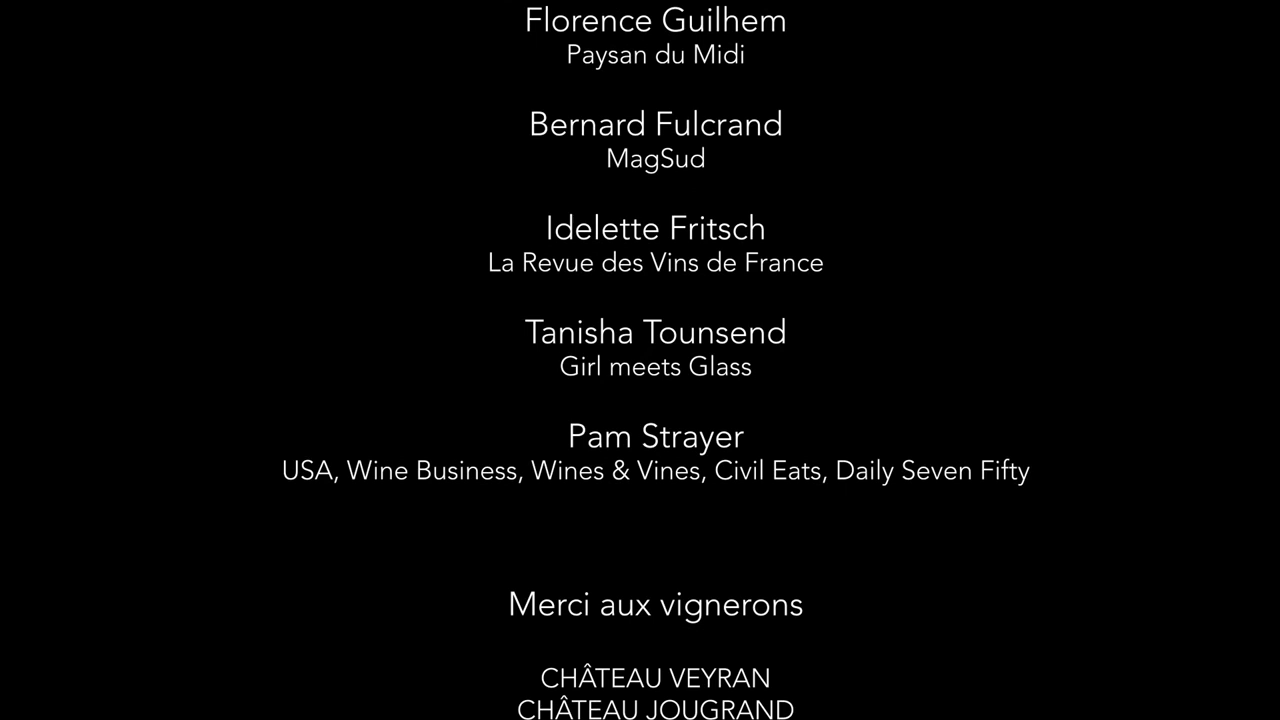 Florence Guilhem
Paysan du Midi
Bernard Fulcrand
MagSud
Idelette Fritsch
La Revue des Vins de France
Tanisha Tounsend
Girl meets Glass
Pam Strayer
USA, Wine Business, Wines & Vines, Civil Eats, Daily Seven Fifty
Merci aux vignerons
CHÂTEAU VEYRAN
CHÂTEAU JOUGRAND